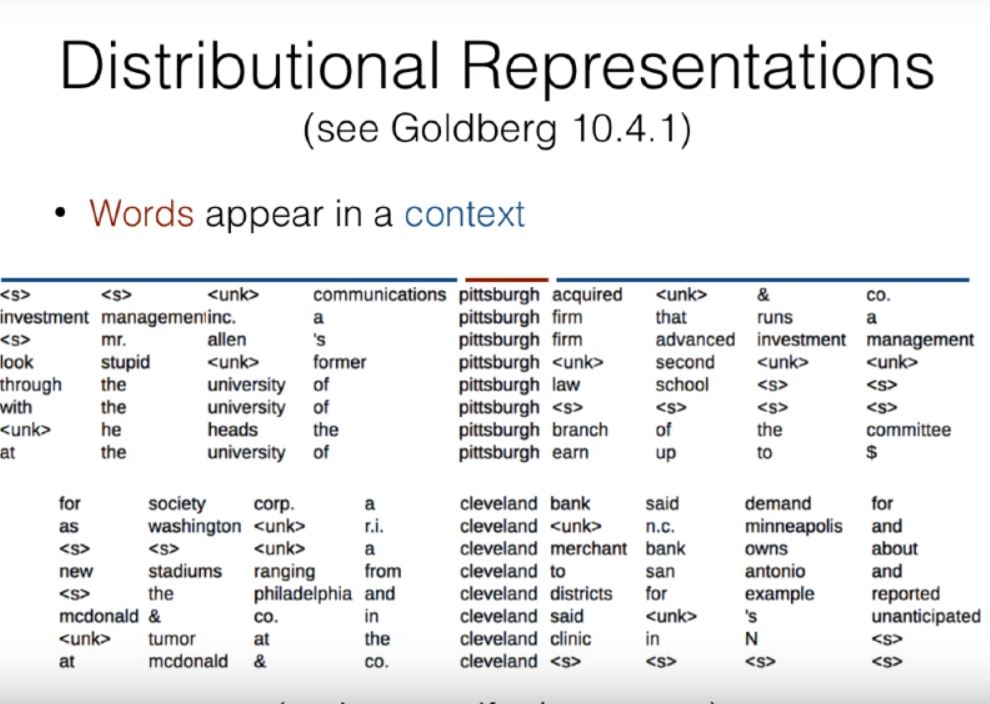 Distributional Representations
(see Goldberg 10.4.1)
• Words appear in a context
<s> <s> <unk> communications pittsburgh acquired <unk> & co.
investment managemen inc. a pittsburgh firm that runs a
<s> mr. allen 's pittsburgh firm advanced investment management
look stupid <unk> former pittsburgh <unk> second <unk> <unk>
through the university of pittsburgh law school <s> <s>
with the university of pittsburgh <s> <s> <s> <s>
<unk> he heads the pittsburgh branch of the committee
at the university of pittsburgh earn up to $
for society corp. a cleveland bank said demand for
as washington <unk> r.i. cleveland <unk> n.c. minneapolis and
<s> <s> <unk> a cleveland merchant bank owns about
new stadiums ranging from cleveland to san antonio and
<s> the philadelphia and cleveland districts for example reported
mcdonald & co. in cleveland said <unk> 's unanticipated
<unk> tumor at the cleveland clinic in N <s>
at mcdonald & co. cleveland <s> <s> <s> <s>